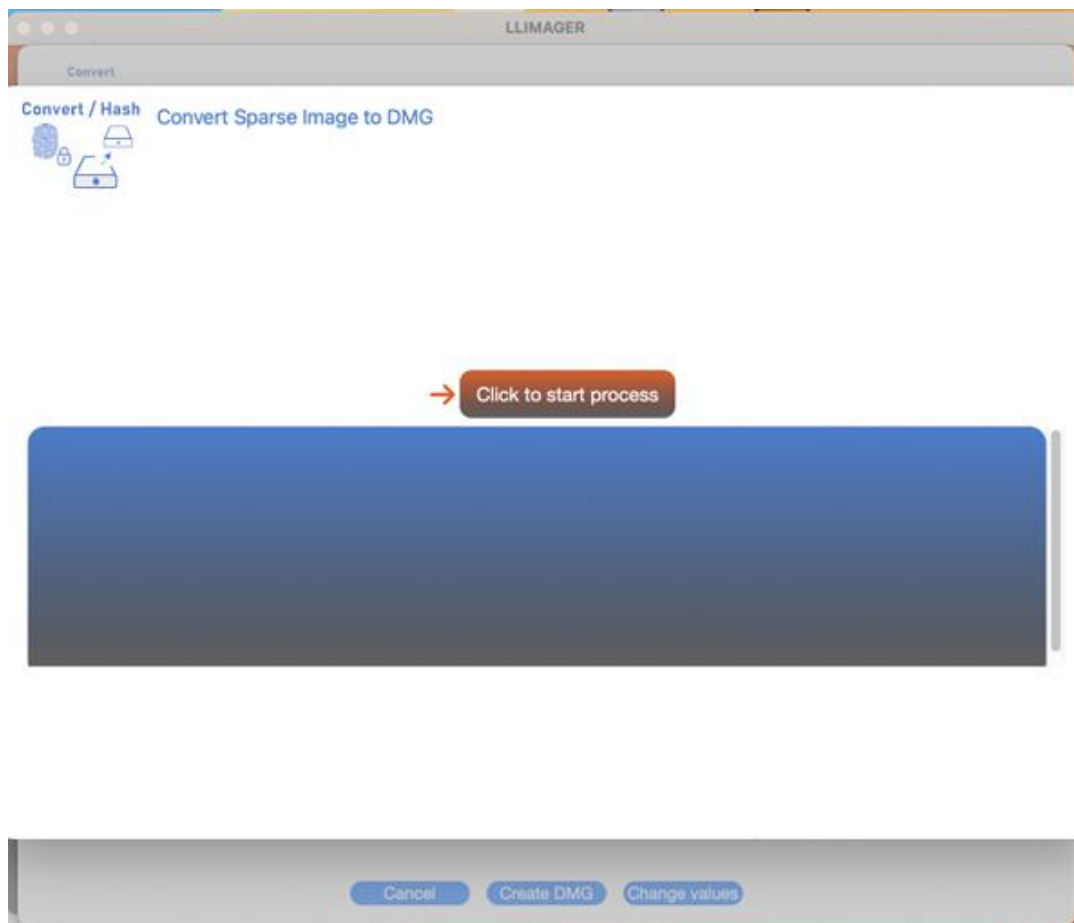 LLIMAGER
Convert
Convert / Hash
Convert Sparse Image to DMG
Click to start process
Cancel
Create DMG
Change values